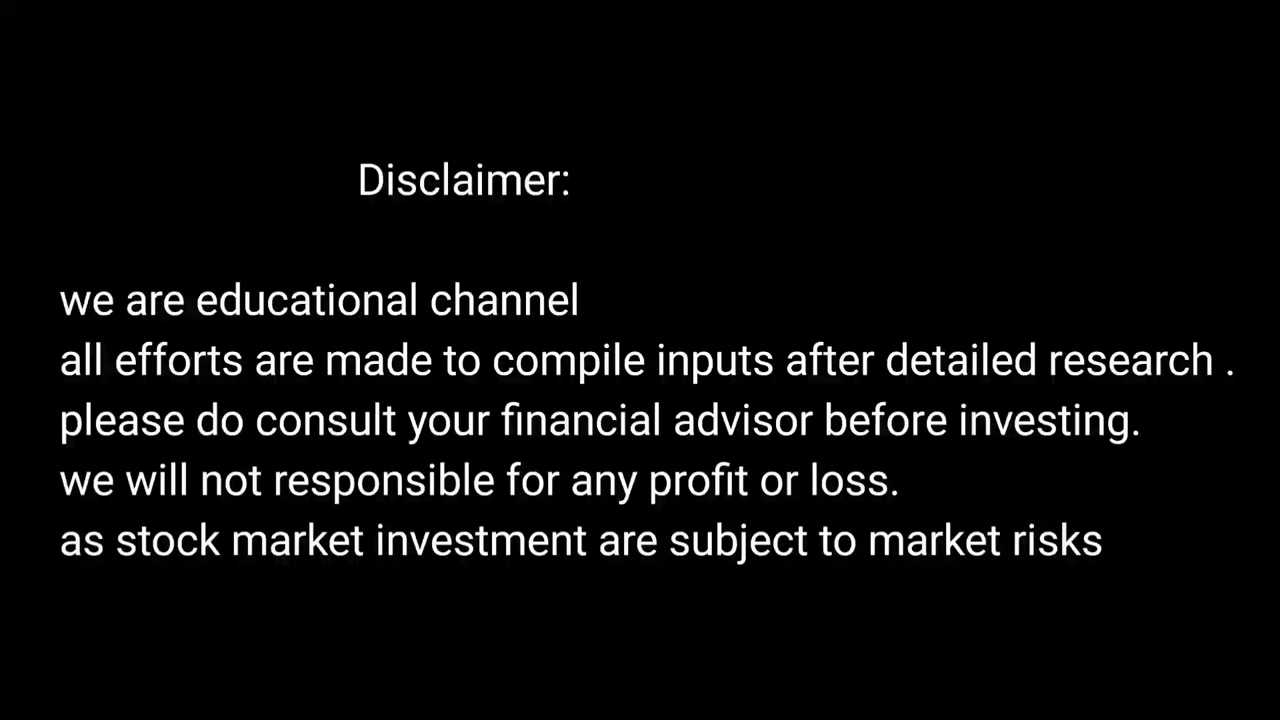 Disclaimer:
we are educational channel
all efforts are made to compile inputs after detailed research .
please do consult your financial advisor before investing.
we will not responsible for any profit or loss.
as stock market investment are subject to market risks